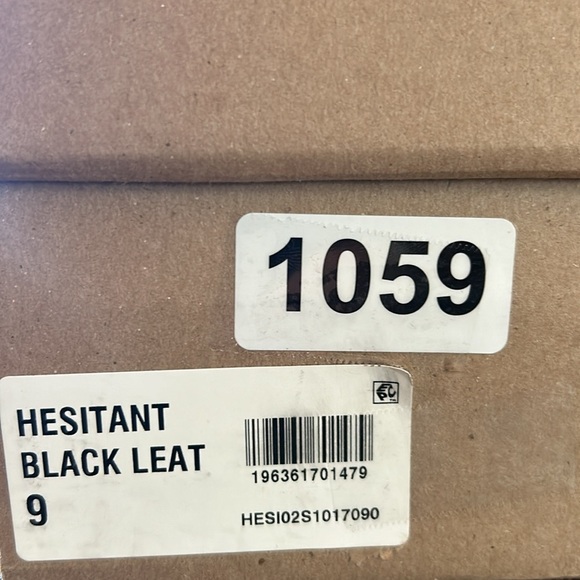 1059
HESITANT
BLACK LEAT
9
196361701479
HESI02S1017090